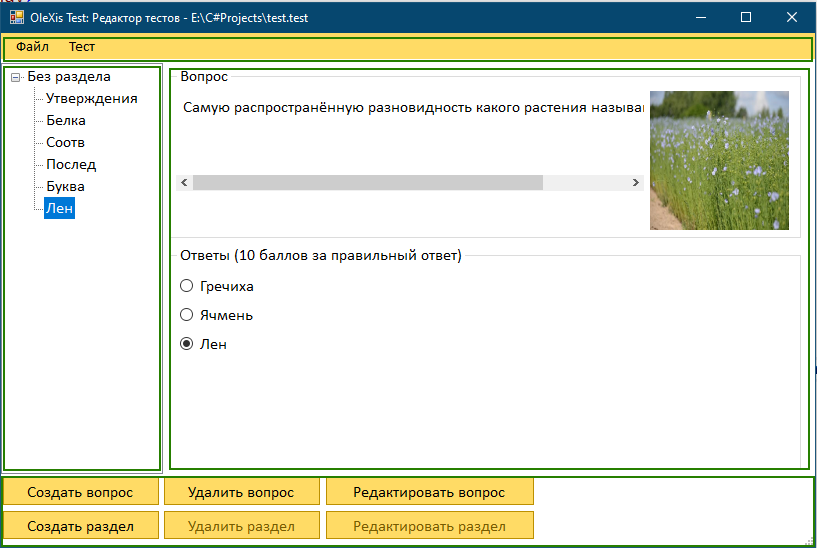 OleXis Test: Редактор тестов - E:\C#Projects\test.test
Файл Тест
Без раздела
Утверждения
Белка
Соотв
Послед
Буква
Лен
Вопрос
Самую распространённую разновидность какого растения называ
Ответы (10 баллов за правильный ответ)
Гречиха
Ячмень
Лен
Создать вопрос Удалить вопрос Редактировать вопрос
Создать раздел Удалить раздел Редактировать раздел